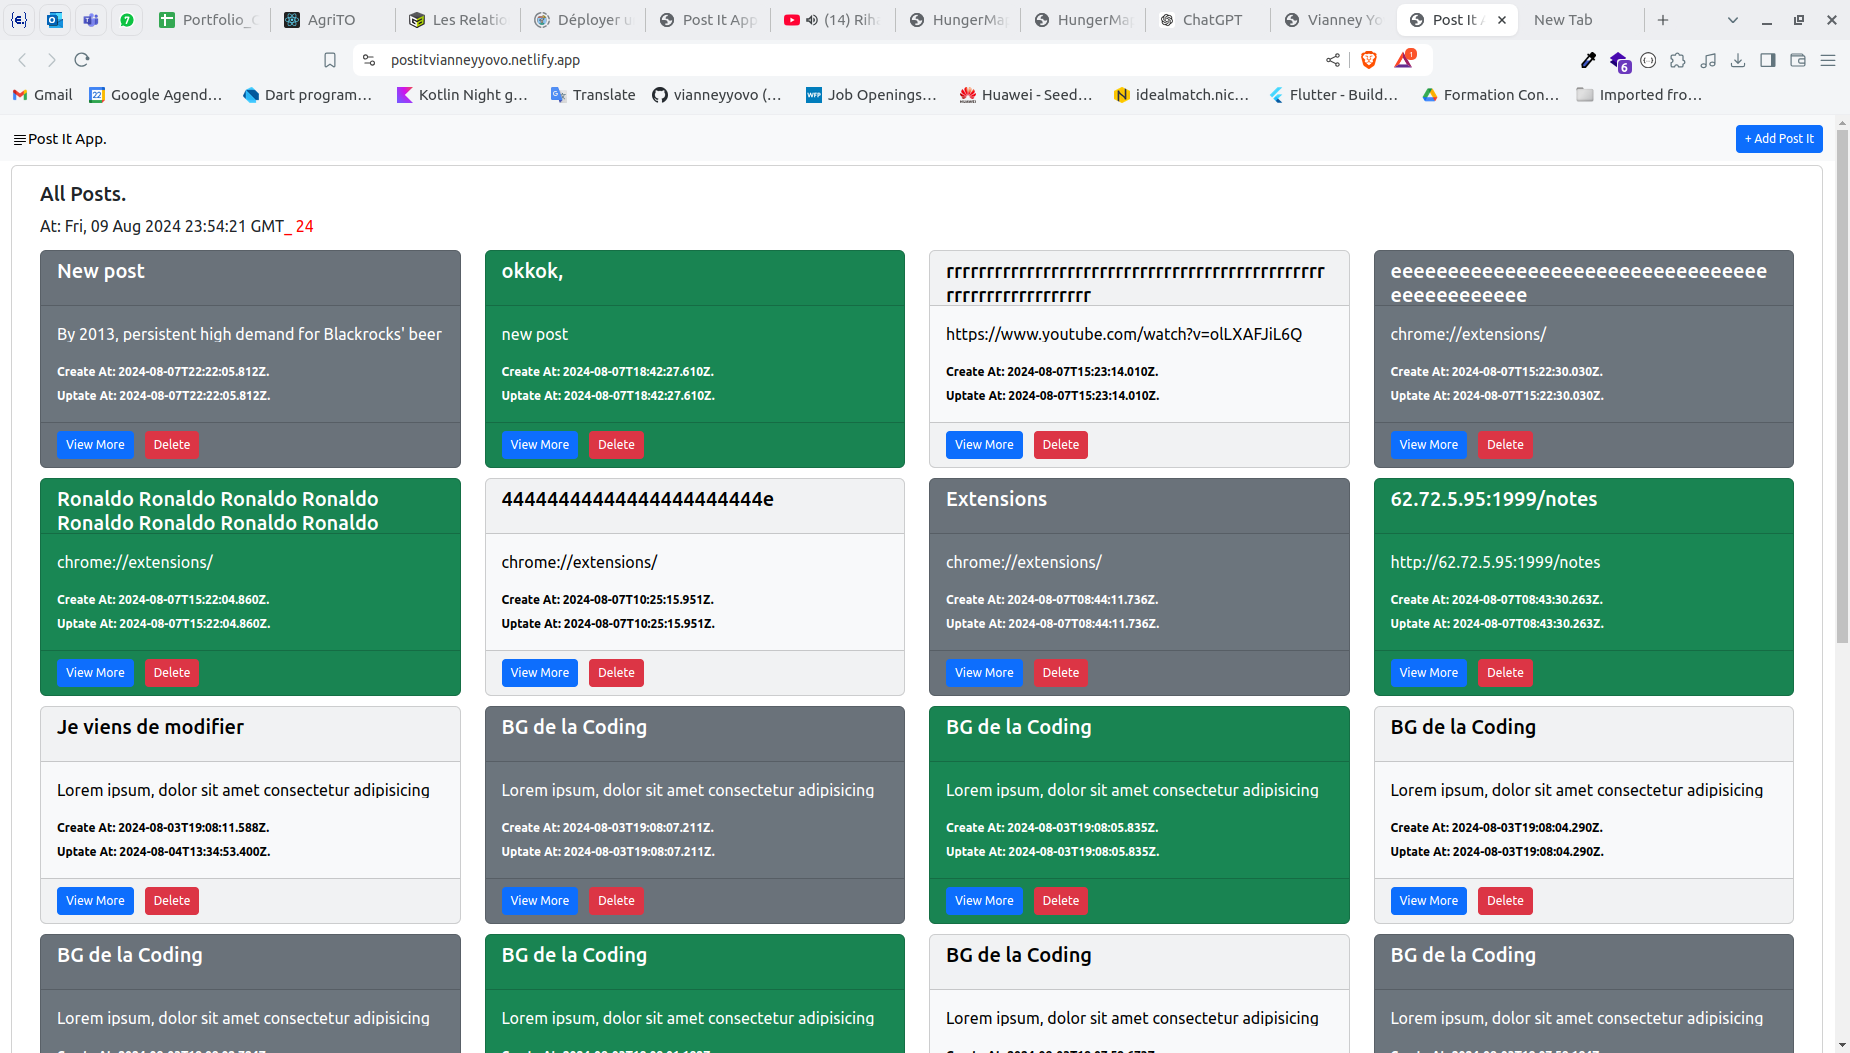 Portfolio_
AgriTO
Les Relatio
Déployer u
Post It App
(14) Riha
HungerMap
HungerMap
ChatGPT
Vianney Yo
Post It
New Tab
postitvianneyyovo.netlify.app
1
6
Gmail
Google Agend...
Dart program...
Kotlin Night g...
Translate
vianneyyovo (...
Job Openings...
Huawei - Seed...
idealmatch.nic...
Flutter - Build...
Formation Con...
Imported fro...
Post It App.
+ Add Post It
All Posts.
At: Fri, 09 Aug 2024 23:54:21 GMT_ 24
New post
By 2013, persistent high demand for Blackrocks' beer
Create At: 2024-08-07T22:22:05.812Z.
Uptate At: 2024-08-07T22:22:05.812Z.
View More Delete
okkok,
new post
Create At: 2024-08-07T18:42:27.610Z.
Uptate At: 2024-08-07T18:42:27.610Z.
View More Delete
https://www.youtube.com/watch?v=olLXAFJiL6Q
Create At: 2024-08-07T15:23:14.010Z.
Uptate At: 2024-08-07T15:23:14.010Z.
View More Delete
chrome://extensions/
Create At: 2024-08-07T15:22:30.030Z.
Uptate At: 2024-08-07T15:22:30.030Z.
View More Delete
Ronaldo Ronaldo Ronaldo Ronaldo
Ronaldo Ronaldo Ronaldo Ronaldo
chrome://extensions/
Create At: 2024-08-07T15:22:04.860Z.
Uptate At: 2024-08-07T15:22:04.860Z.
View More Delete
chrome://extensions/
Create At: 2024-08-07T10:25:15.951Z.
Uptate At: 2024-08-07T10:25:15.951Z.
View More Delete
Extensions
chrome://extensions/
Create At: 2024-08-07T08:44:11.736Z.
Uptate At: 2024-08-07T08:44:11.736Z.
View More Delete
62.72.5.95:1999/notes
http://62.72.5.95:1999/notes
Create At: 2024-08-07T08:43:30.263Z.
Uptate At: 2024-08-07T08:43:30.263Z.
View More Delete
Je viens de modifier
Lorem ipsum, dolor sit amet consectetur adipisicing
Create At: 2024-08-03T19:08:11.588Z.
Uptate At: 2024-08-04T13:34:53.400Z.
View More Delete
BG de la Coding
Lorem ipsum, dolor sit amet consectetur adipisicing
Create At: 2024-08-03T19:08:07.211Z.
Uptate At: 2024-08-03T19:08:07.211Z.
View More Delete
BG de la Coding
Lorem ipsum, dolor sit amet consectetur adipisicing
Create At: 2024-08-03T19:08:05.835Z.
Uptate At: 2024-08-03T19:08:05.835Z.
View More Delete
BG de la Coding
Lorem ipsum, dolor sit amet consectetur adipisicing
Create At: 2024-08-03T19:08:04.290Z.
Uptate At: 2024-08-03T19:08:04.290Z.
View More Delete
BG de la Coding
Lorem ipsum, dolor sit amet consectetur adipisicing
BG de la Coding
Lorem ipsum, dolor sit amet consectetur adipisicing
BG de la Coding
Lorem ipsum, dolor sit amet consectetur adipisicing
BG de la Coding
Lorem ipsum, dolor sit amet consectetur adipisicing